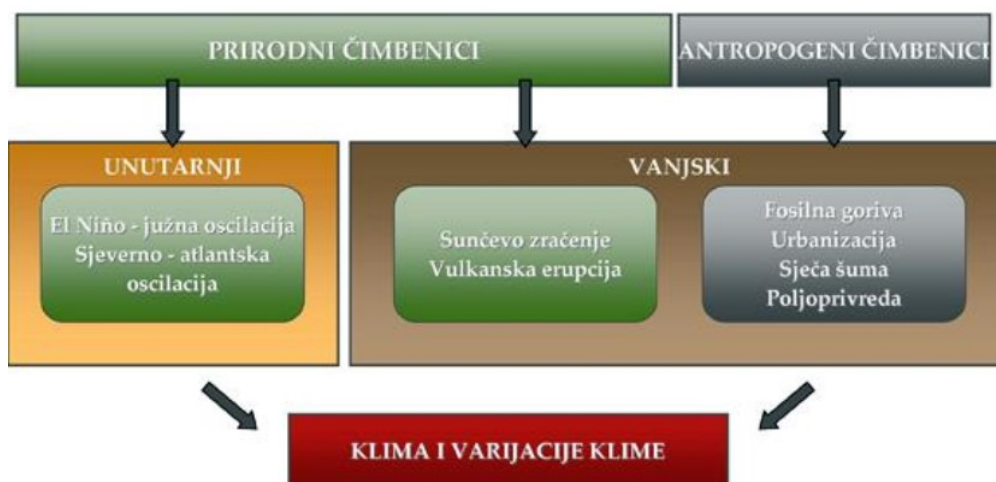 PRIRODNI ČIMBENICI
ANTROPOGENI ČIMBENICI
UNUTARNJI
El Niño - južna oscilacija
Sjeverno - atlantska
oscilacija
VANJSKI
Sunčevo zračenje
Vulkanska erupcija
Fosilna goriva
Urbanizacija
Sječa šuma
Poljoprivreda
KLIMA I VARIJACIJE KLIME